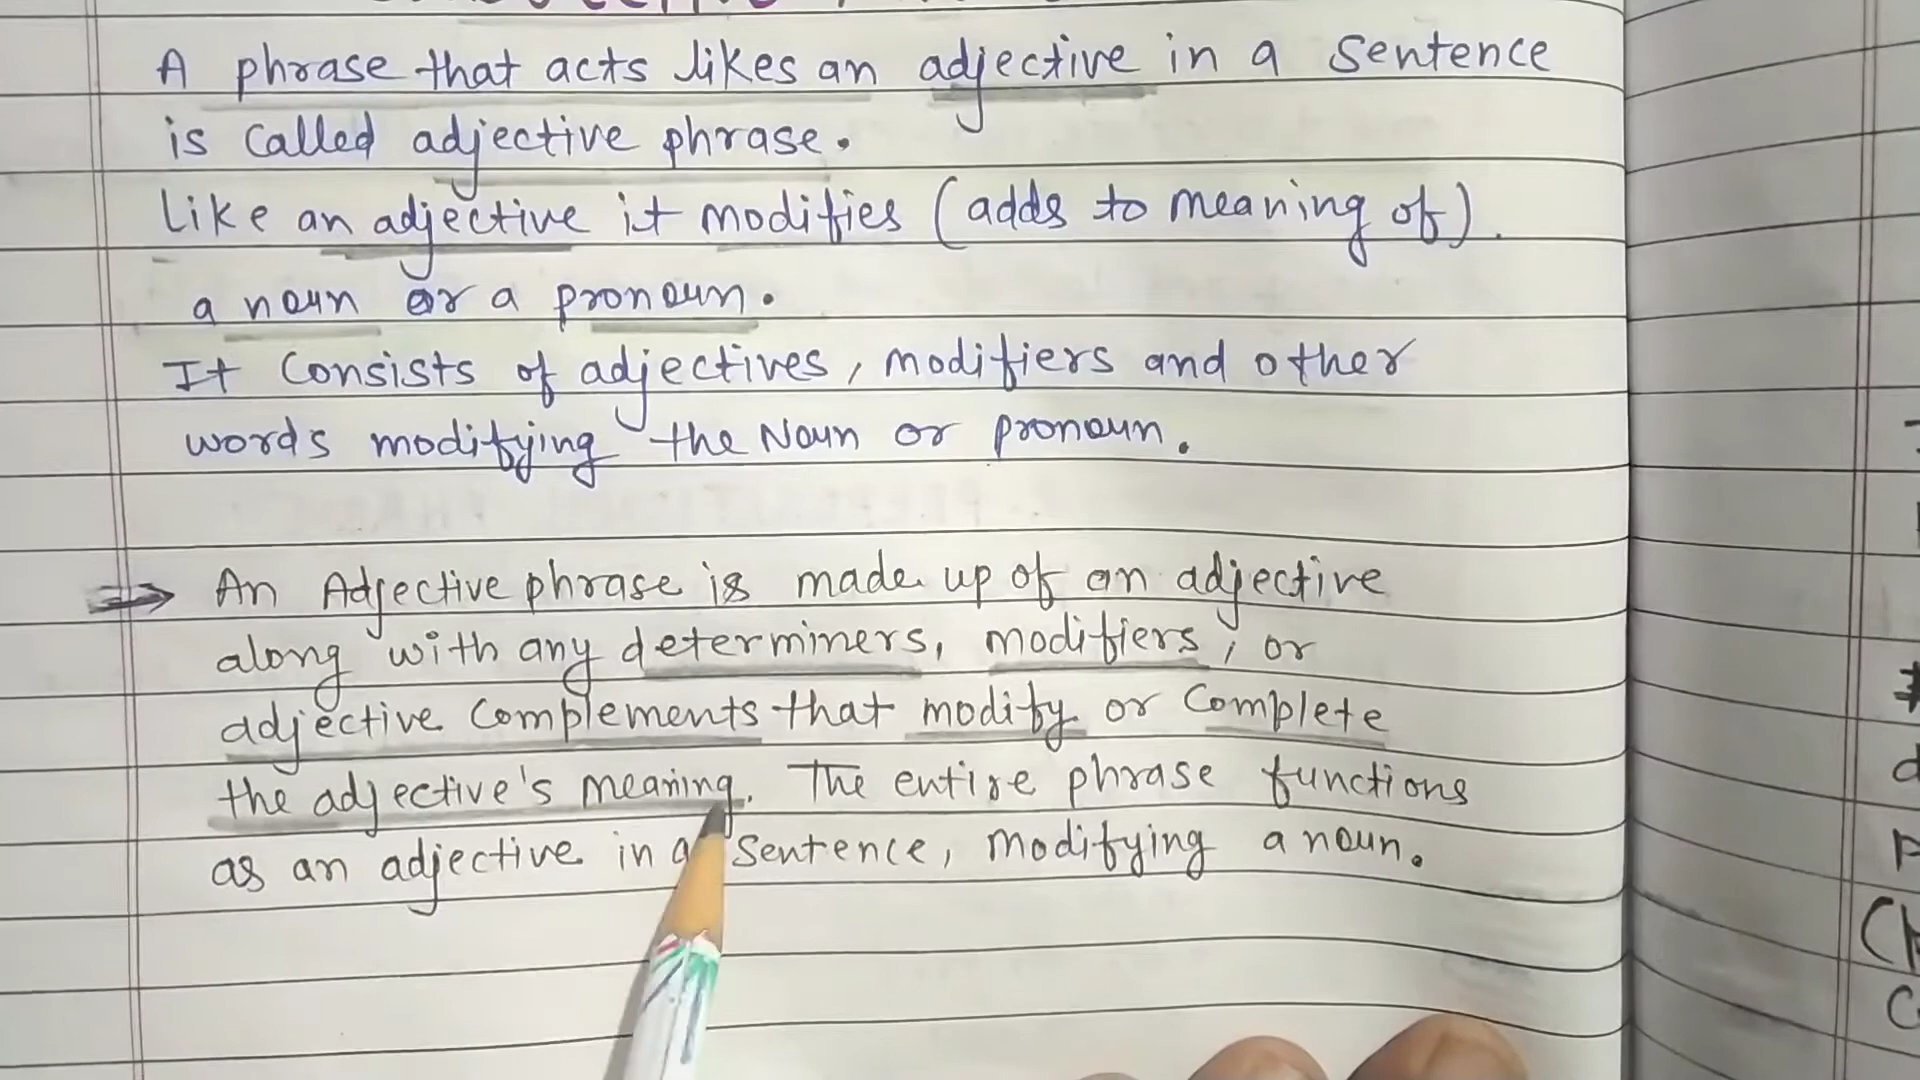 A phrase that acts likes an adjective in a sentence
is called adjective phrase.
Like an adjective it modifies (adds to meaning of).
a noun or a pronoun.
It consists of adjectives, modifiers and other
words modifying the Noun or pronoun.
An Adjective phrase is made up of an adjective
along with any determiners, modifiers, or
adjective complements that modify or complete
the adjective's meaning. The entire phrase functions
as an adjective in a sentence, modifying a noun.